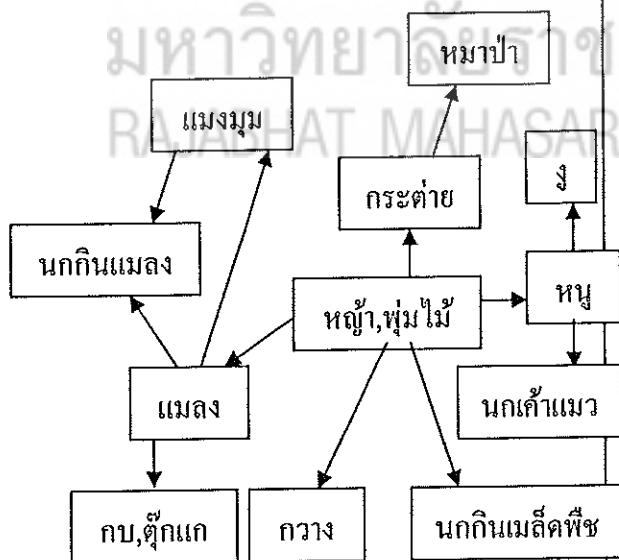 มหาวิทยาลัยราช
RAJABHAT MAHASAR
หมาป่า
แมงมุม
กระต่าย
งู
นกกินแมลง
หญ้า,พุ่มไม้
หนู
แมลง
นกเค้าแมว
กบ,ตุ๊กแก
กวาง
นกกินเมล็ดพืช